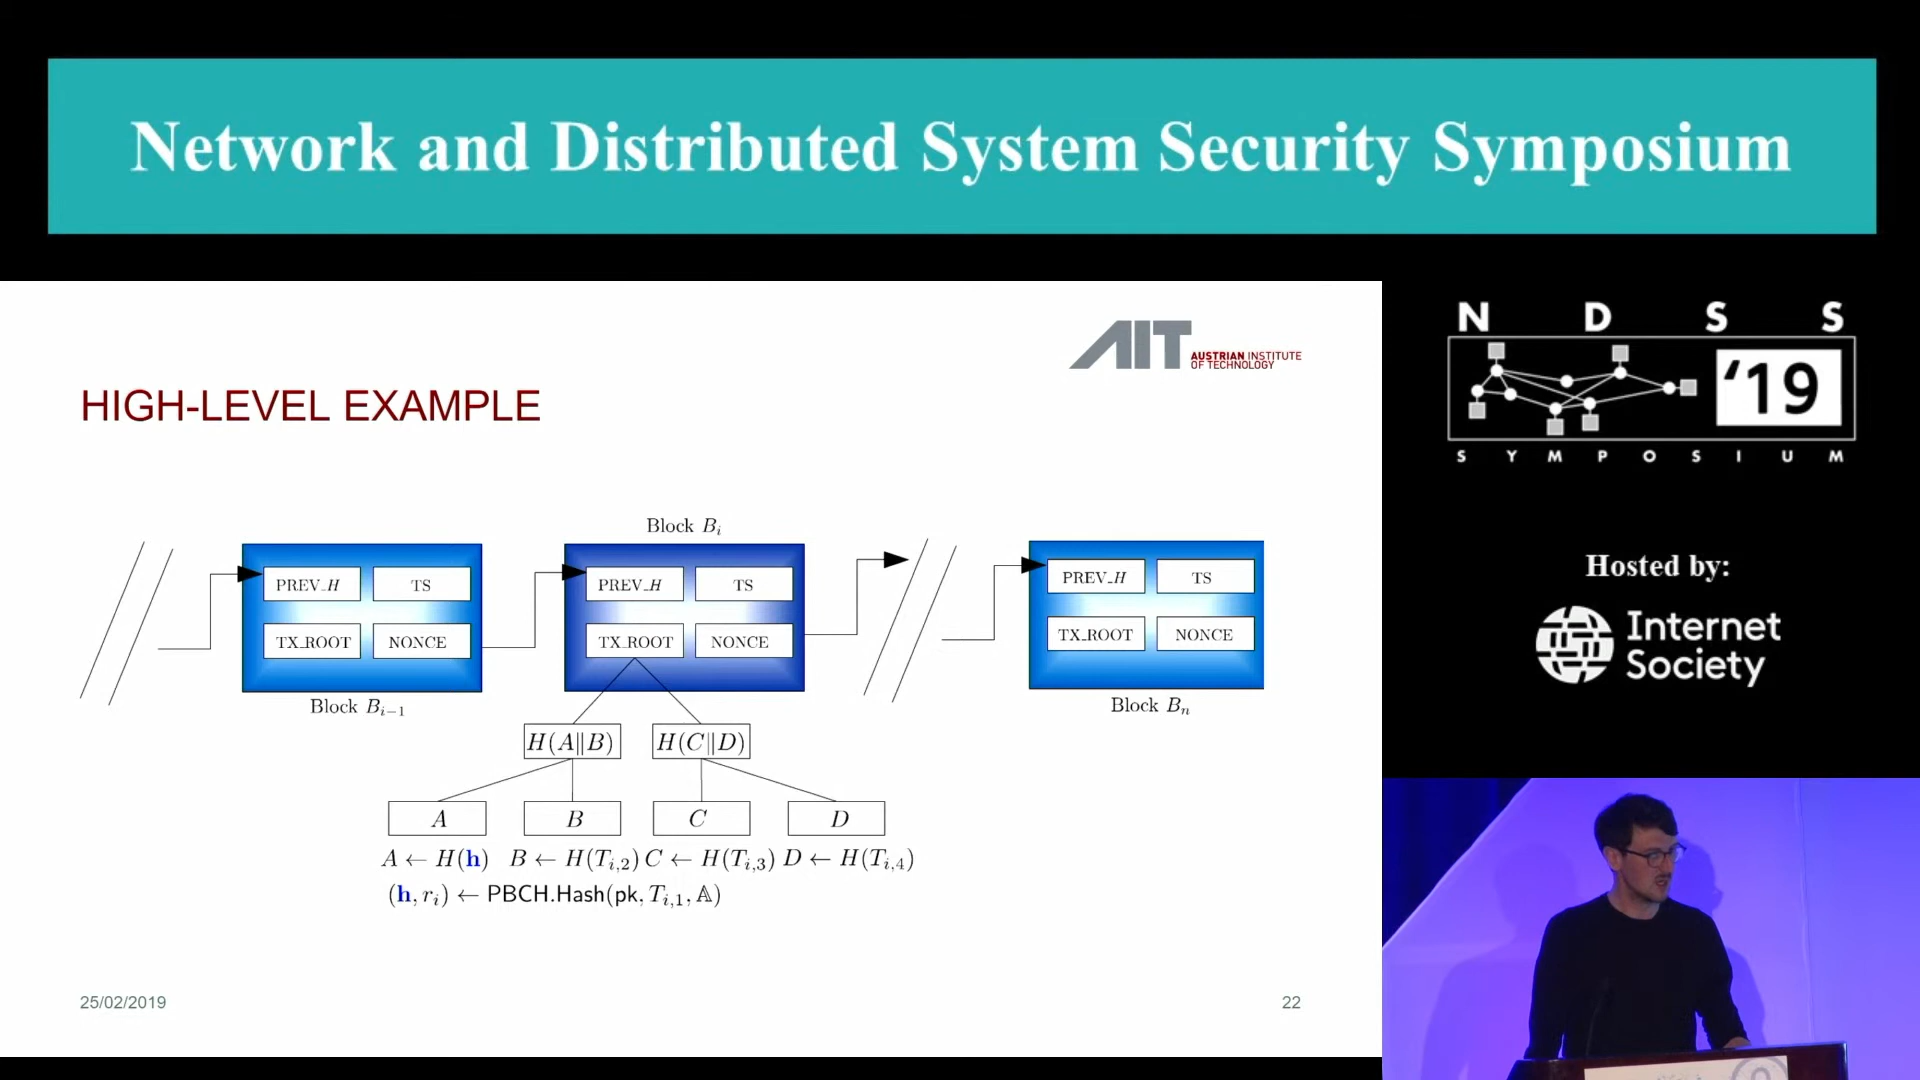 Network and Distributed System Security Symposium
N D S S
'19
S Y M P O S I U M
Hosted by:
Internet
Society
AIT AUSTRIAN INSTITUTE
OF TECHNOLOGY
HIGH-LEVEL EXAMPLE
Block B_i
PREV_H TS
TX_ROOT NONCE
Block B_{i−1}
PREV_H TS
TX_ROOT NONCE
PREV_H TS
TX_ROOT NONCE
Block B_n
H(A∥B) H(C∥D)
A B C D
A ← H(h) B ← H(T_{i,2}) C ← H(T_{i,3}) D ← H(T_{i,4})
(h, r_i) ← PBCH.Hash(pk, T_{i,1}, 𝔸)
25/02/2019 22